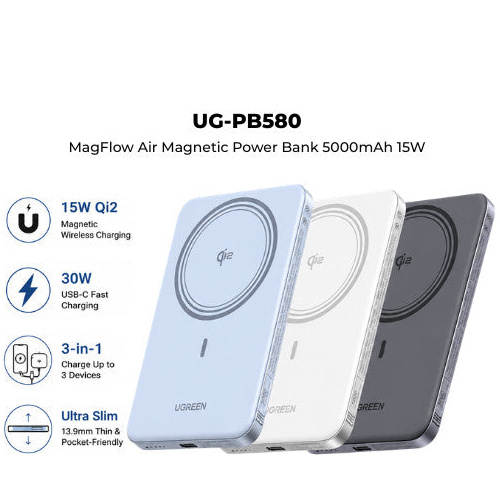 UG-PB580
MagFlow Air Magnetic Power Bank 5000mAh 15W
15W Qi2
Magnetic
Wireless Charging
30W
USB-C Fast
Charging
3-in-1
Charge Up to
3 Devices
Ultra Slim
13.9mm Thin &
Pocket-Friendly
Qi2
Qi2
Qi2
UGREEN
UGREEN
UGREEN